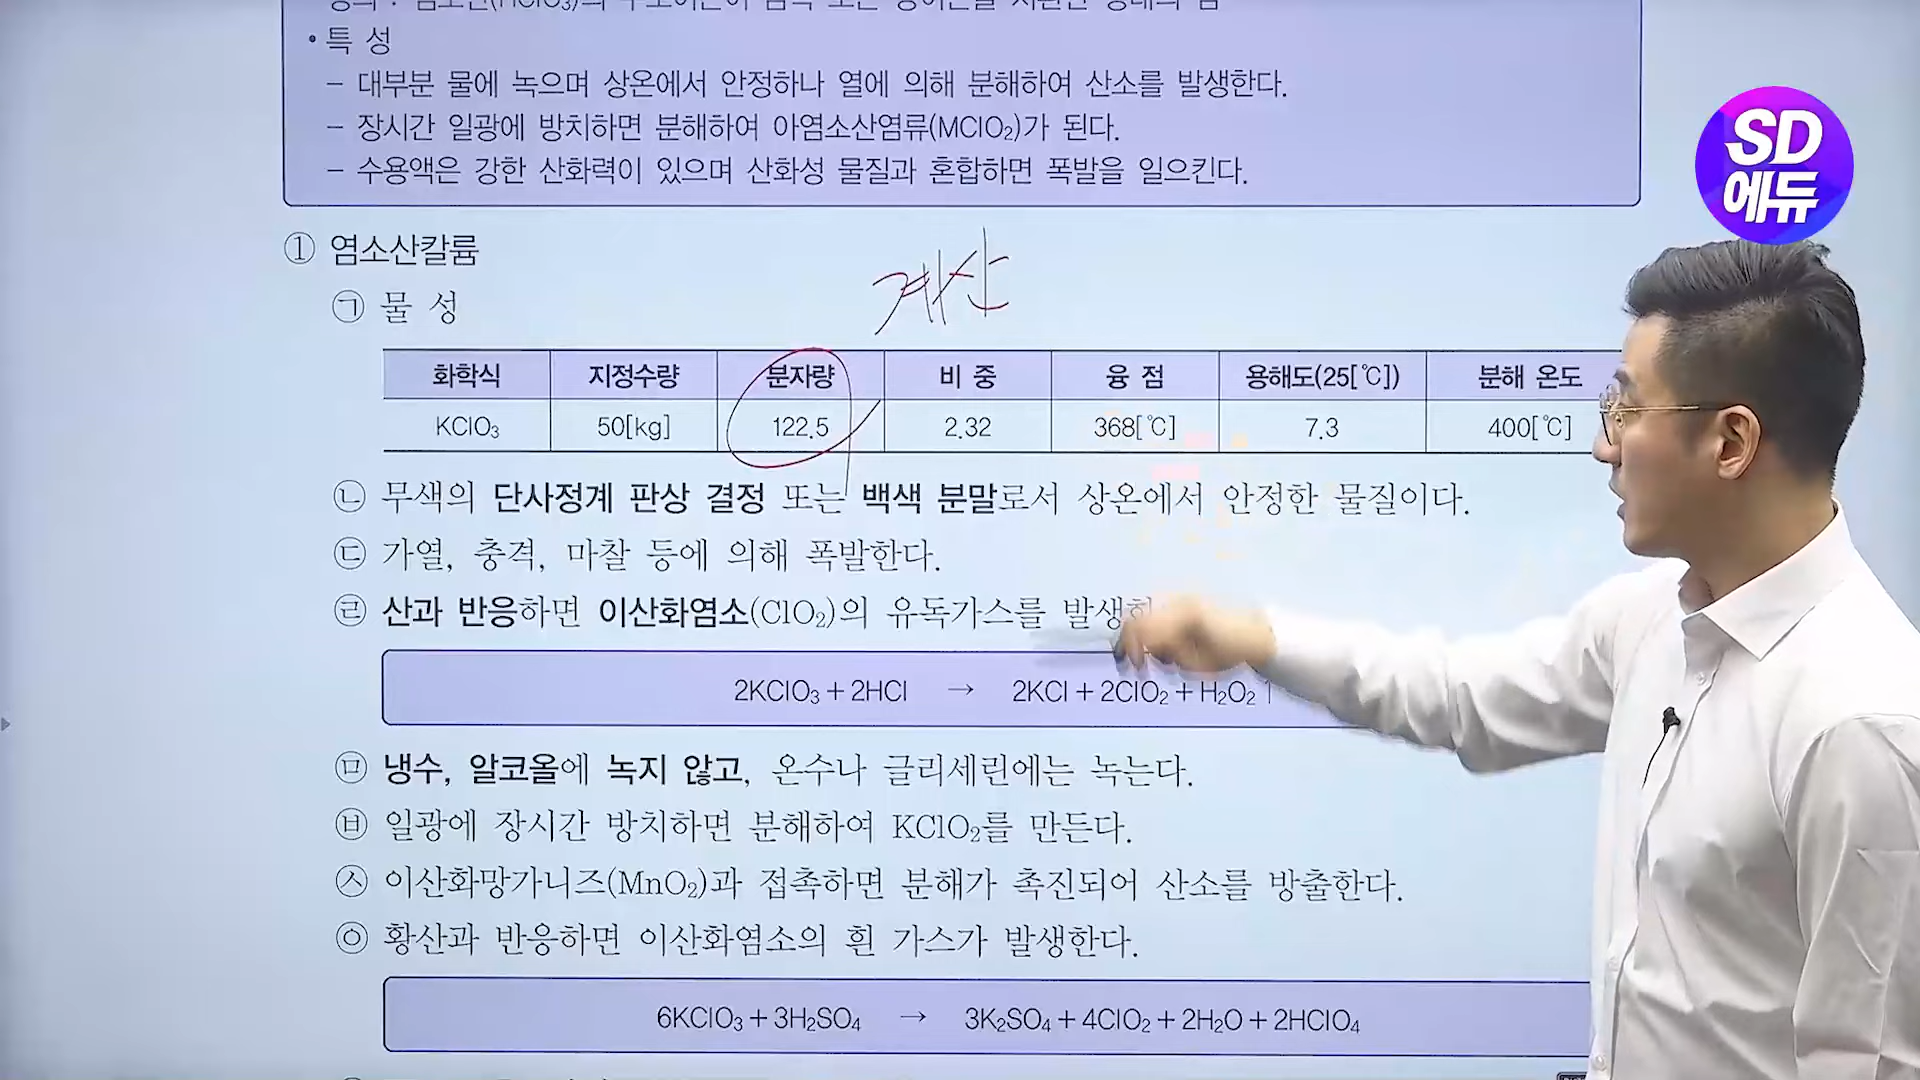 • 특 성
– 대부분 물에 녹으며 상온에서 안정하나 열에 의해 분해하여 산소를 발생한다.
– 장시간 일광에 방치하면 분해하여 아염소산염류(MClO₂)가 된다.
– 수용액은 강한 산화력이 있으며 산화성 물질과 혼합하면 폭발을 일으킨다.
SD
에듀
① 염소산칼륨
계산
㉠ 물 성
화학식 지정수량 분자량 비 중 융 점 용해도(25[℃]) 분해 온도
KClO₃ 50[kg] 122.5 2.32 368[℃] 7.3 400[℃]
㉡ 무색의 단사정계 판상 결정 또는 백색 분말로서 상온에서 안정한 물질이다.
㉢ 가열, 충격, 마찰 등에 의해 폭발한다.
㉣ 산과 반응하면 이산화염소(ClO₂)의 유독가스를
2KClO₃ + 2HCl → 2KCl + 2ClO₂ + H₂O₂ ↑
㉤ 냉수, 알코올에 녹지 않고, 온수나 글리세린에는 녹는다.
㉥ 일광에 장시간 방치하면 분해하여 KClO₂를 만든다.
㉦ 이산화망가니즈(MnO₂)과 접촉하면 분해가 촉진되어 산소를 방출한다.
㉧ 황산과 반응하면 이산화염소의 흰 가스가 발생한다.
6KClO₃ + 3H₂SO₄ → 3K₂SO₄ + 4ClO₂ + 2H₂O + 2HClO₄